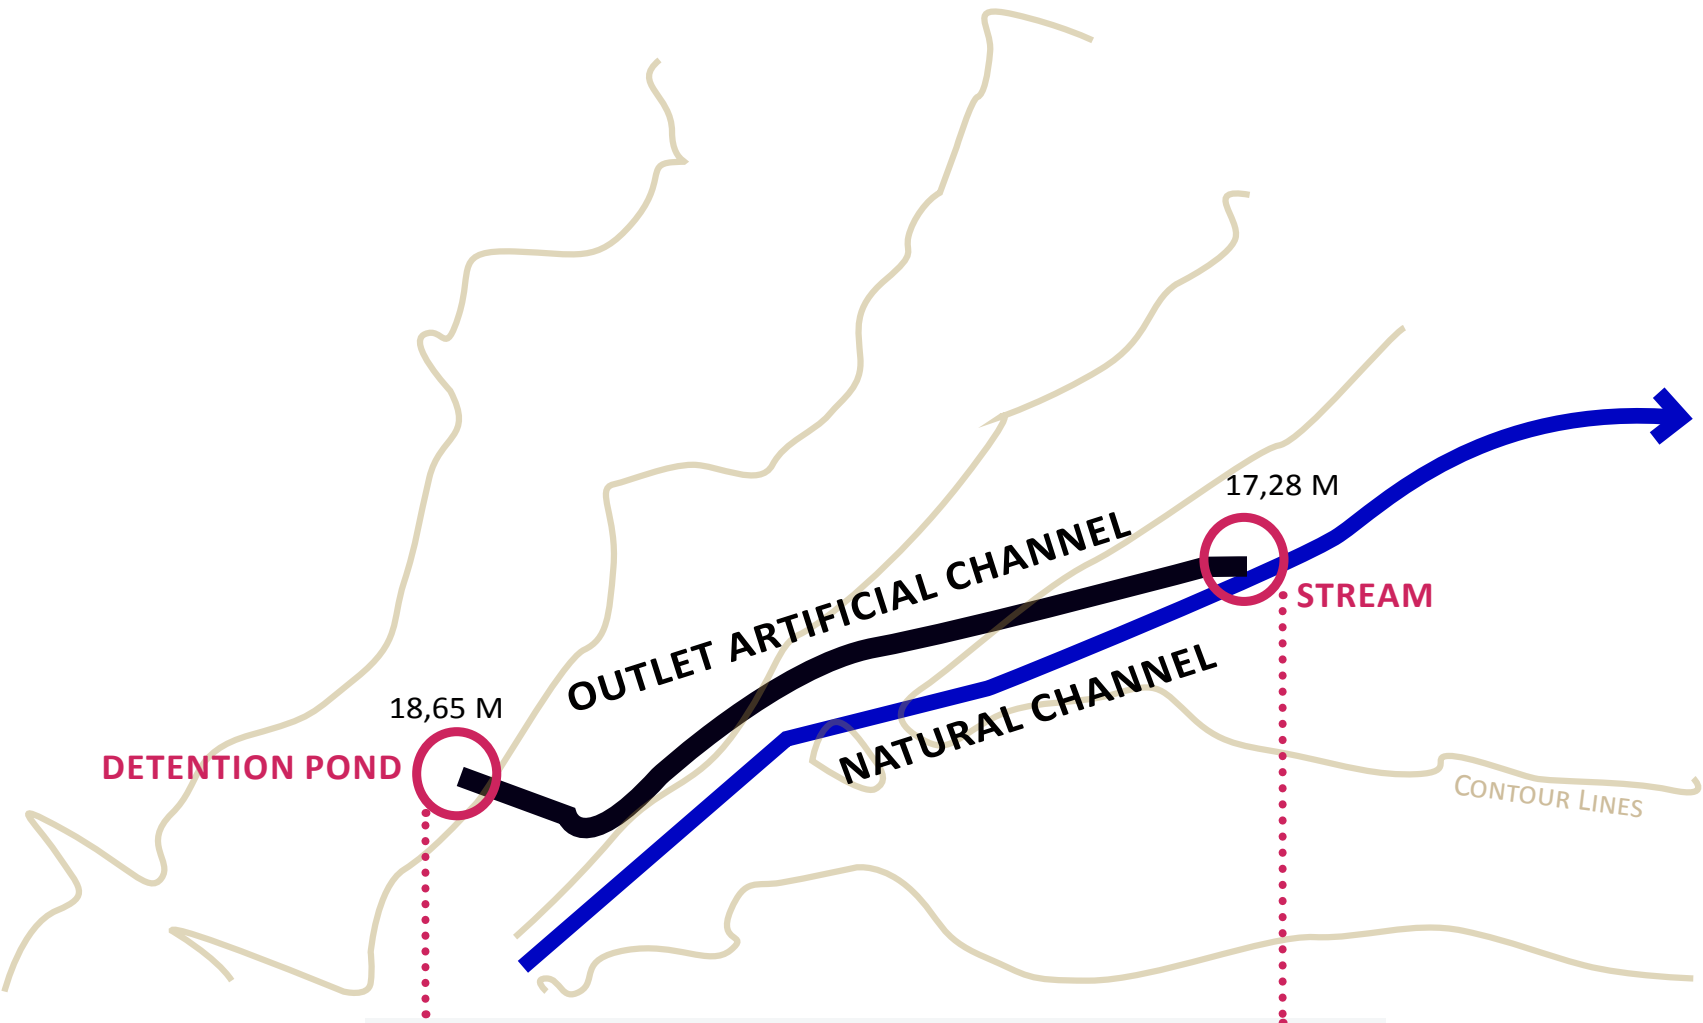 17,28 M
OUTLET ARTIFICIAL CHANNEL
STREAM
NATURAL CHANNEL
18,65 M
DETENTION POND
CONTOUR LINES